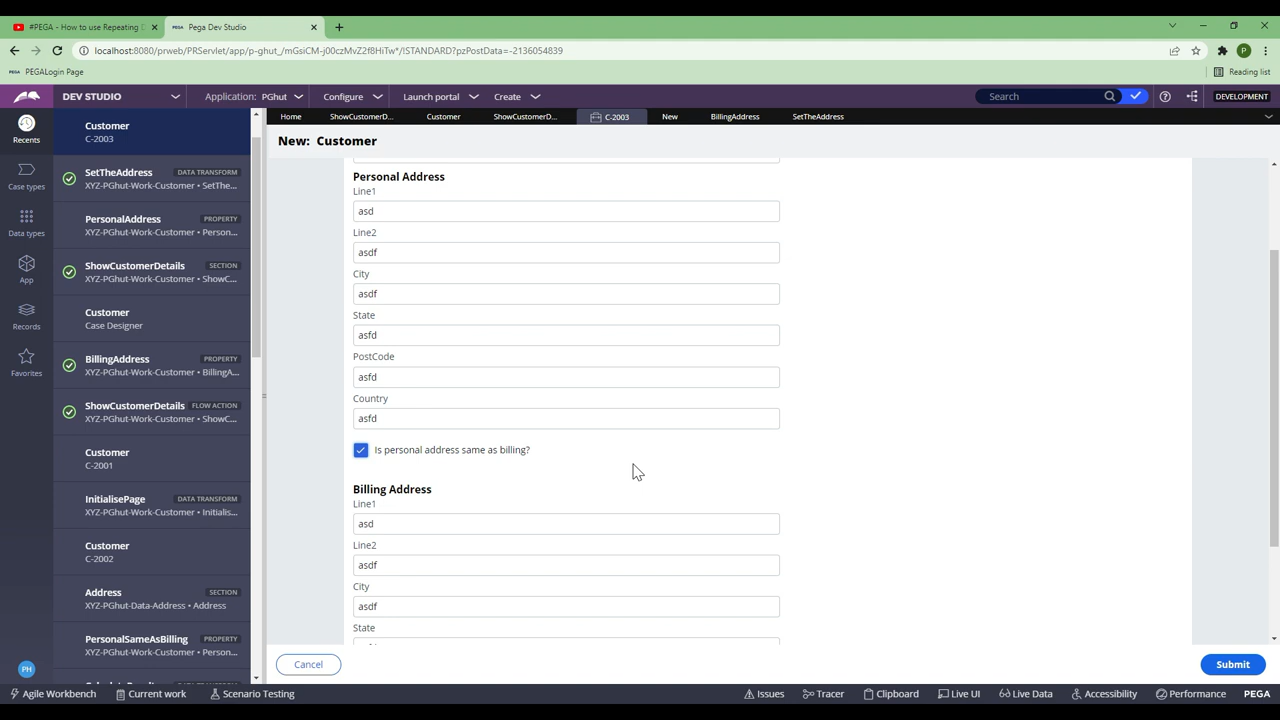 #PEGA - How to use Repeating D
Pega Dev Studio
localhost:8080/prweb/PRServlet/app/p-ghut_/mGsiCM-j00czMvZ2f8HiTw*/!STANDARD?pzPostData=-2136054839
P
PEGALogin Page
Reading list
DEV STUDIO
Application: PGhut
Configure
Launch portal
Create
Search
DEVELOPMENT
Recents
Case types
Data types
App
Records
Favorites
PH
Customer
C-2003
SetTheAddress DATA TRANSFORM
XYZ-PGhut-Work-Customer • SetThe...
PersonalAddress PROPERTY
XYZ-PGhut-Work-Customer • Person...
ShowCustomerDetails SECTION
XYZ-PGhut-Work-Customer • ShowC...
Customer
Case Designer
BillingAddress PROPERTY
XYZ-PGhut-Work-Customer • BillingA...
ShowCustomerDetails FLOW ACTION
XYZ-PGhut-Work-Customer • ShowC...
Customer
C-2001
InitialisePage DATA TRANSFORM
XYZ-PGhut-Work-Customer • Initialis...
Customer
C-2002
Address SECTION
XYZ-PGhut-Data-Address • Address
PersonalSameAsBilling PROPERTY
XYZ-PGhut-Work-Customer • Person...
Home
ShowCustomerD...
Customer
ShowCustomerD...
C-2003
New
BillingAddress
SetTheAddress
New: Customer
Personal Address
Line1
asd
Line2
asdf
City
asdf
State
asfd
PostCode
asfd
Country
asfd
Is personal address same as billing?
Billing Address
Line1
asd
Line2
asdf
City
asdf
State
Cancel
Submit
Agile Workbench
Current work
Scenario Testing
Issues
Tracer
Clipboard
Live UI
Live Data
Accessibility
Performance
PEGA